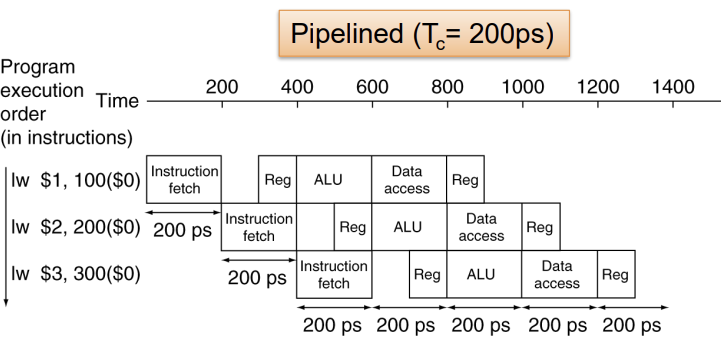 Pipelined (Tc= 200ps)
Program
execution
order
(in instructions)
Time
200 400 600 800 1000 1200 1400
lw $1, 100($0)
Instruction
fetch
Reg
ALU
Data
access
Reg
lw $2, 200($0)
200 ps
Instruction
fetch
Reg
ALU
Data
access
Reg
lw $3, 300($0)
200 ps
Instruction
fetch
Reg
ALU
Data
access
Reg
200 ps 200 ps 200 ps 200 ps 200 ps